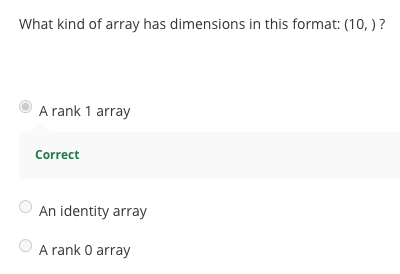 What kind of array has dimensions in this format: (10, ) ?
A rank 1 array
Correct
An identity array
A rank 0 array